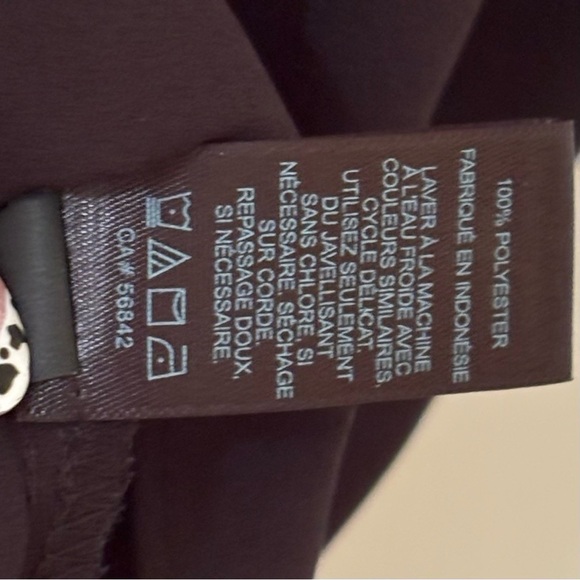 100% POLYESTER
FABRIQUÉ EN INDONÉSIE
LAVER À LA MACHINE
À L'EAU FROIDE AVEC
COULEURS SIMILAIRES,
CYCLE DÉLICAT.
UTILISEZ SEULEMENT
DU JAVELLISANT
SANS CHLORE, SI
NÉCESSAIRE. SÉCHAGE
SUR CORDE.
REPASSAGE DOUX,
SI NÉCESSAIRE.
CA# 56842